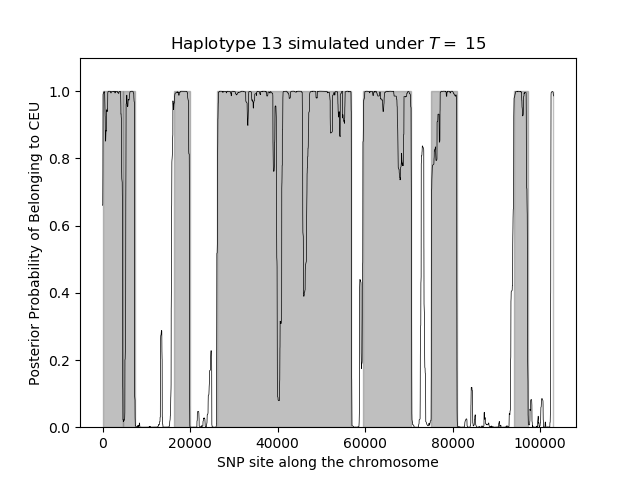 Haplotype 13 simulated under T = 15
Posterior Probability of Belonging to CEU
1.0
0.8
0.6
0.4
0.2
0.0
0 20000 40000 60000 80000 100000
SNP site along the chromosome